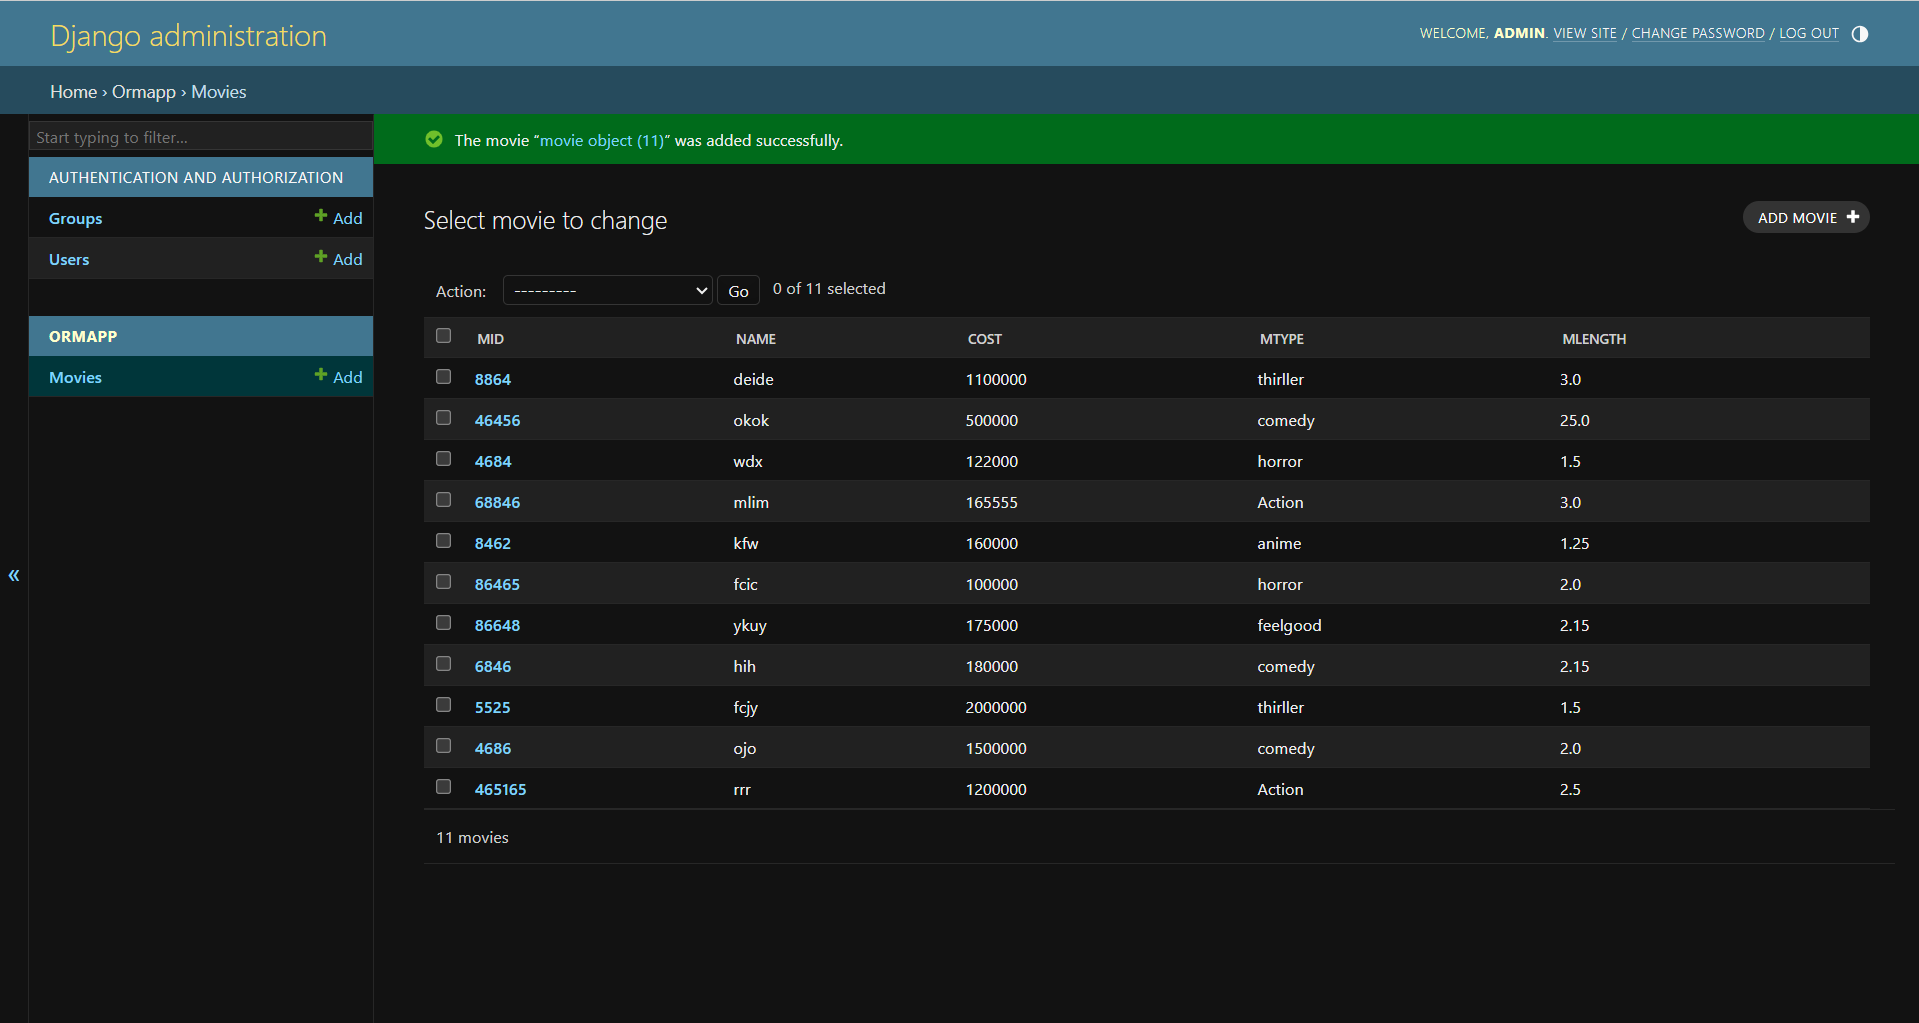 Django administration
WELCOME, ADMIN. VIEW SITE / CHANGE PASSWORD / LOG OUT
Home › Ormapp › Movies
Start typing to filter...
AUTHENTICATION AND AUTHORIZATION
Groups + Add
Users + Add
ORMAPP
Movies + Add
«
The movie “movie object (11)” was added successfully.
Select movie to change
ADD MOVIE +
Action: --------- Go 0 of 11 selected
MID NAME COST MTYPE MLENGTH
8864 deide 1100000 thirller 3.0
46456 okok 500000 comedy 25.0
4684 wdx 122000 horror 1.5
68846 mlim 165555 Action 3.0
8462 kfw 160000 anime 1.25
86465 fcic 100000 horror 2.0
86648 ykuy 175000 feelgood 2.15
6846 hih 180000 comedy 2.15
5525 fcjy 2000000 thirller 1.5
4686 ojo 1500000 comedy 2.0
465165 rrr 1200000 Action 2.5
11 movies